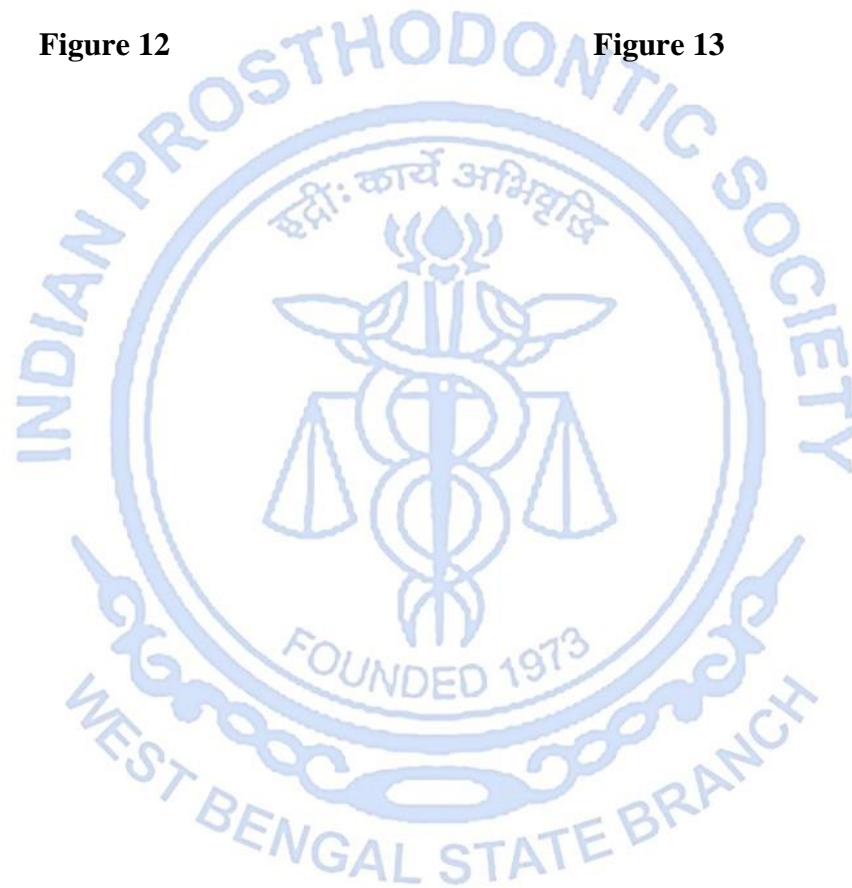 Figure 12 Figure 13
INDIAN PROSTHODONTIC SOCIETY
ह्रीः कार्ये अभिवृद्धि
FOUNDED 1973
WEST BENGAL STATE BRANCH